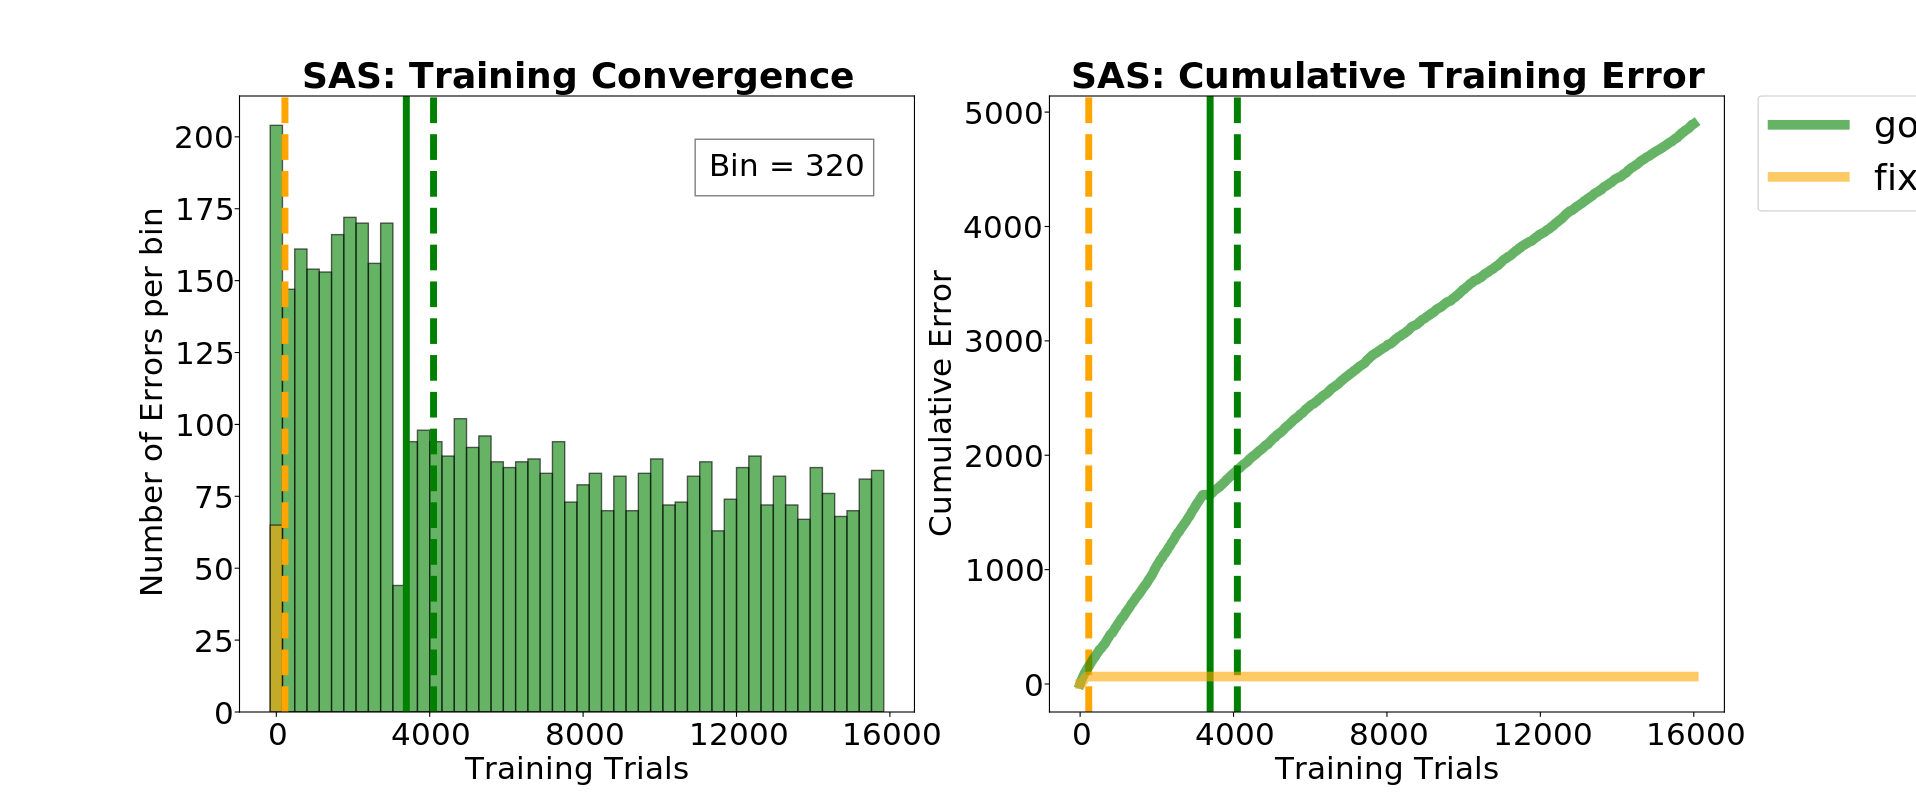 SAS: Training Convergence
SAS: Cumulative Training Error
Number of Errors per bin
200
175
150
125
100
75
50
25
0
Bin = 320
0 4000 8000 12000 16000
Training Trials
Cumulative Error
5000
4000
3000
2000
1000
0
0 4000 8000 12000 16000
Training Trials
go
fix